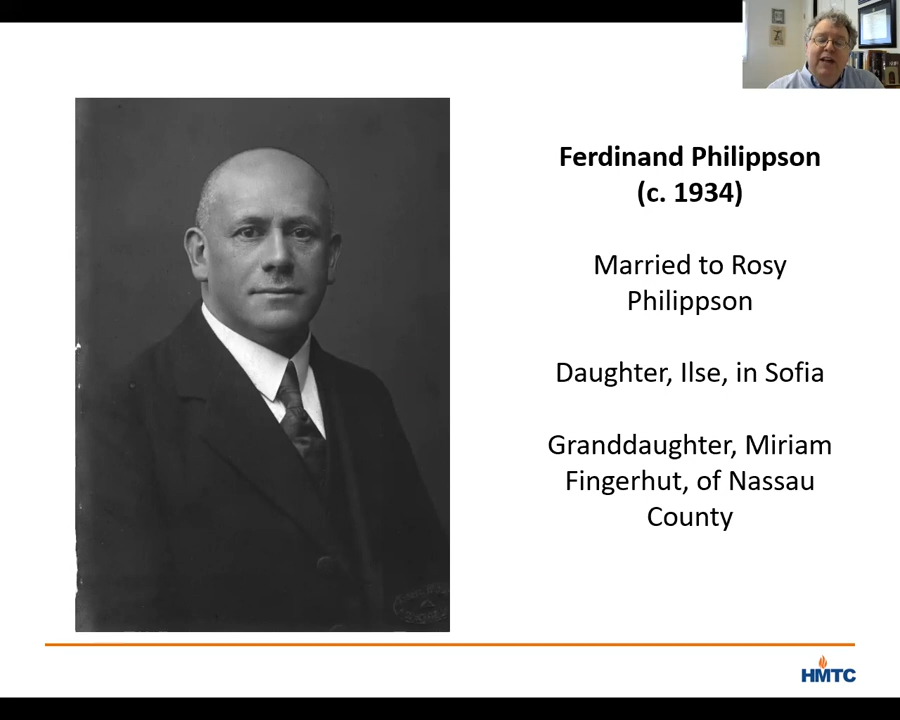 Ferdinand Philippson
(c. 1934)
Married to Rosy
Philippson
Daughter, Ilse, in Sofia
Granddaughter, Miriam
Fingerhut, of Nassau
County
HMTC